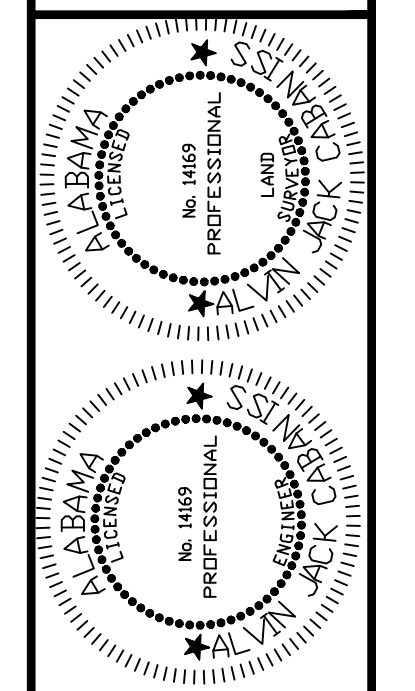 ALABAMA
LICENSED
No. 14169
PROFESSIONAL
LAND
SURVEYOR
ALVIN JACK CABANISS
ALABAMA
LICENSED
No. 14169
PROFESSIONAL
ENGINEER
ALVIN JACK CABANISS